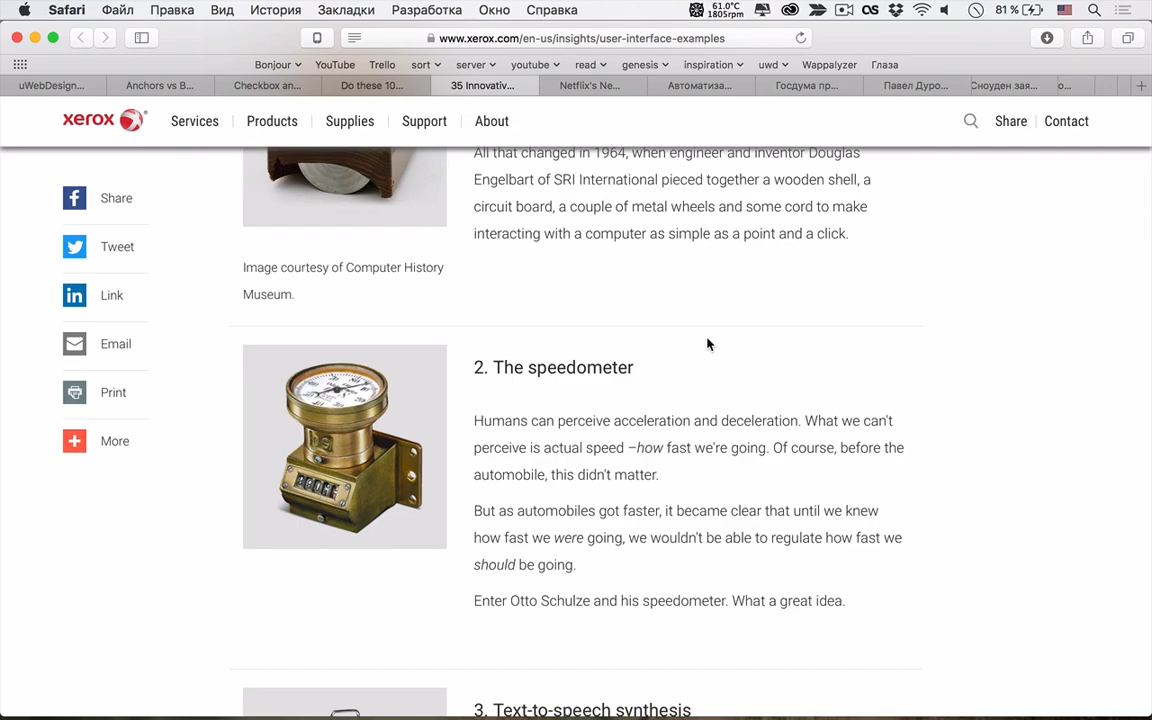 Safari Файл Правка Вид История Закладки Разработка Окно Справка 61.0°C 1805rpm 81 %
www.xerox.com/en-us/insights/user-interface-examples
Bonjour YouTube Trello sort server youtube read genesis inspiration uwd Wappalyzer Глаза
uWebDesign... Anchors vs B... Checkbox an... Do these 10... 35 Innovativ... Netflix's Ne... Автоматиза... Госдума пр... Павел Дуро... Сноуден зая... о...
xerox Services Products Supplies Support About Share Contact
All that changed in 1964, when engineer and inventor Douglas
Engelbart of SRI International pieced together a wooden shell, a
circuit board, a couple of metal wheels and some cord to make
interacting with a computer as simple as a point and a click.
Image courtesy of Computer History
Museum.
Share
Tweet
Link
Email
Print
More
2. The speedometer
Humans can perceive acceleration and deceleration. What we can't
perceive is actual speed –how fast we're going. Of course, before the
automobile, this didn't matter.
But as automobiles got faster, it became clear that until we knew
how fast we were going, we wouldn't be able to regulate how fast we
should be going.
Enter Otto Schulze and his speedometer. What a great idea.
3. Text-to-speech synthesis